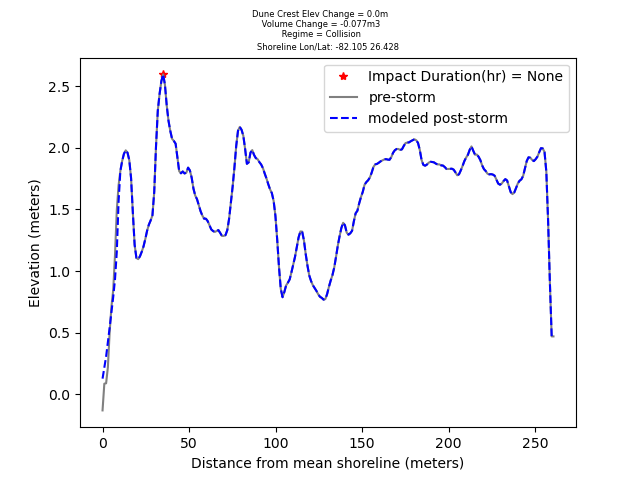 Dune Crest Elev Change = 0.0m
Volume Change = -0.077m3
Regime = Collision
Shoreline Lon/Lat: -82.105 26.428
Impact Duration(hr) = None
pre-storm
modeled post-storm
Elevation (meters)
2.5
2.0
1.5
1.0
0.5
0.0
0 50 100 150 200 250
Distance from mean shoreline (meters)